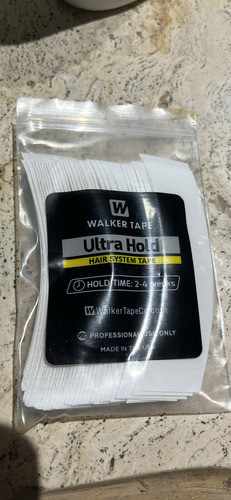 W
WALKER TAPE
Ultra Hold
HAIR SYSTEM TAPE
HOLD TIME: 2-4 weeks
W WalkerTapeCo.com
PROFESSIONAL USE ONLY
MADE IN THE USA